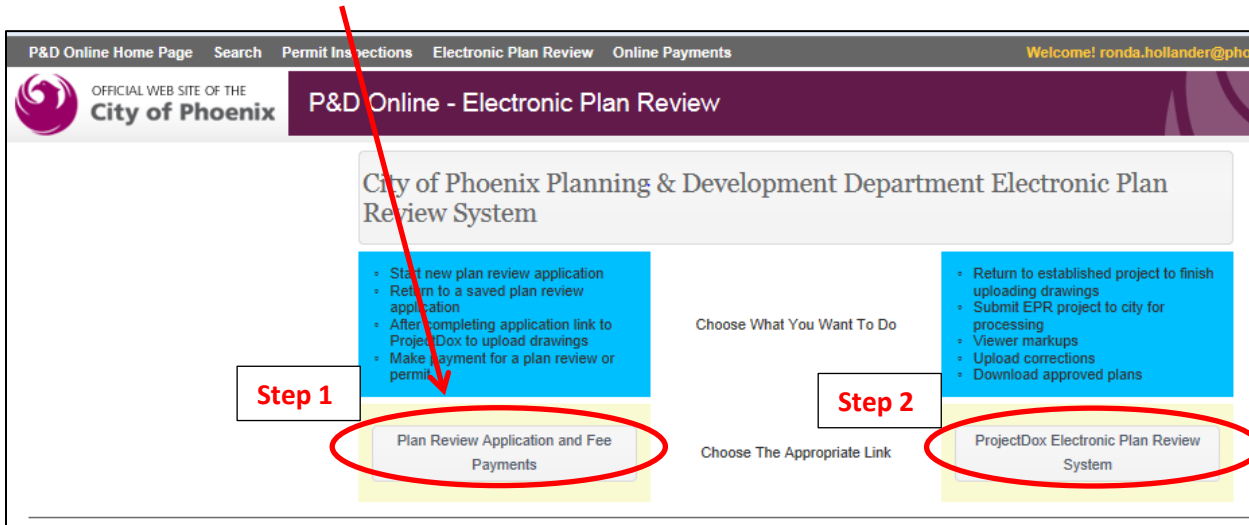 P&D Online Home Page Search Permit Inspections Electronic Plan Review Online Payments Welcome! ronda.hollander@pho
OFFICIAL WEB SITE OF THE
City of Phoenix
P&D Online - Electronic Plan Review
City of Phoenix Planning & Development Department Electronic Plan
Review System
Start new plan review application
Return to a saved plan review
application
After completing application link to
ProjectDox to upload drawings
Make payment for a plan review or
permit
Choose What You Want To Do
Return to established project to finish
uploading drawings
Submit EPR project to city for
processing
Viewer markups
Upload corrections
Download approved plans
Step 1
Step 2
Plan Review Application and Fee
Payments
Choose The Appropriate Link
ProjectDox Electronic Plan Review
System